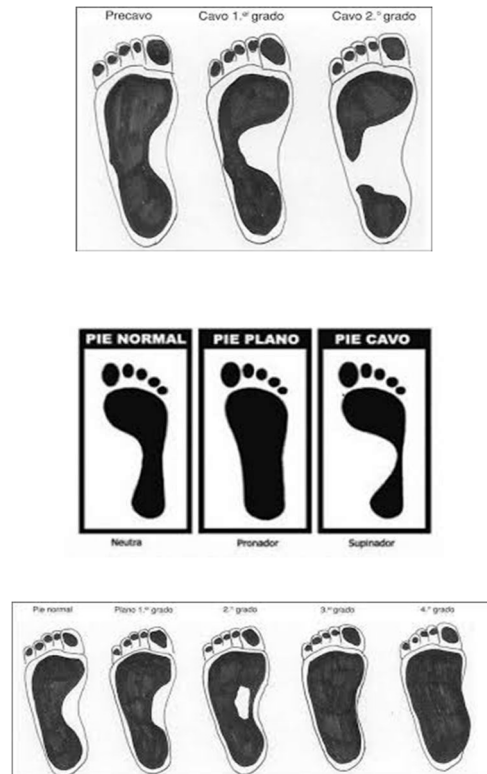 Precavo Cavo 1.er grado Cavo 2.° grado
PIE NORMAL PIE PLANO PIE CAVO
Neutra Pronador Supinador
Pie normal Plano 1.er grado 2.° grado 3.er grado 4.° grado